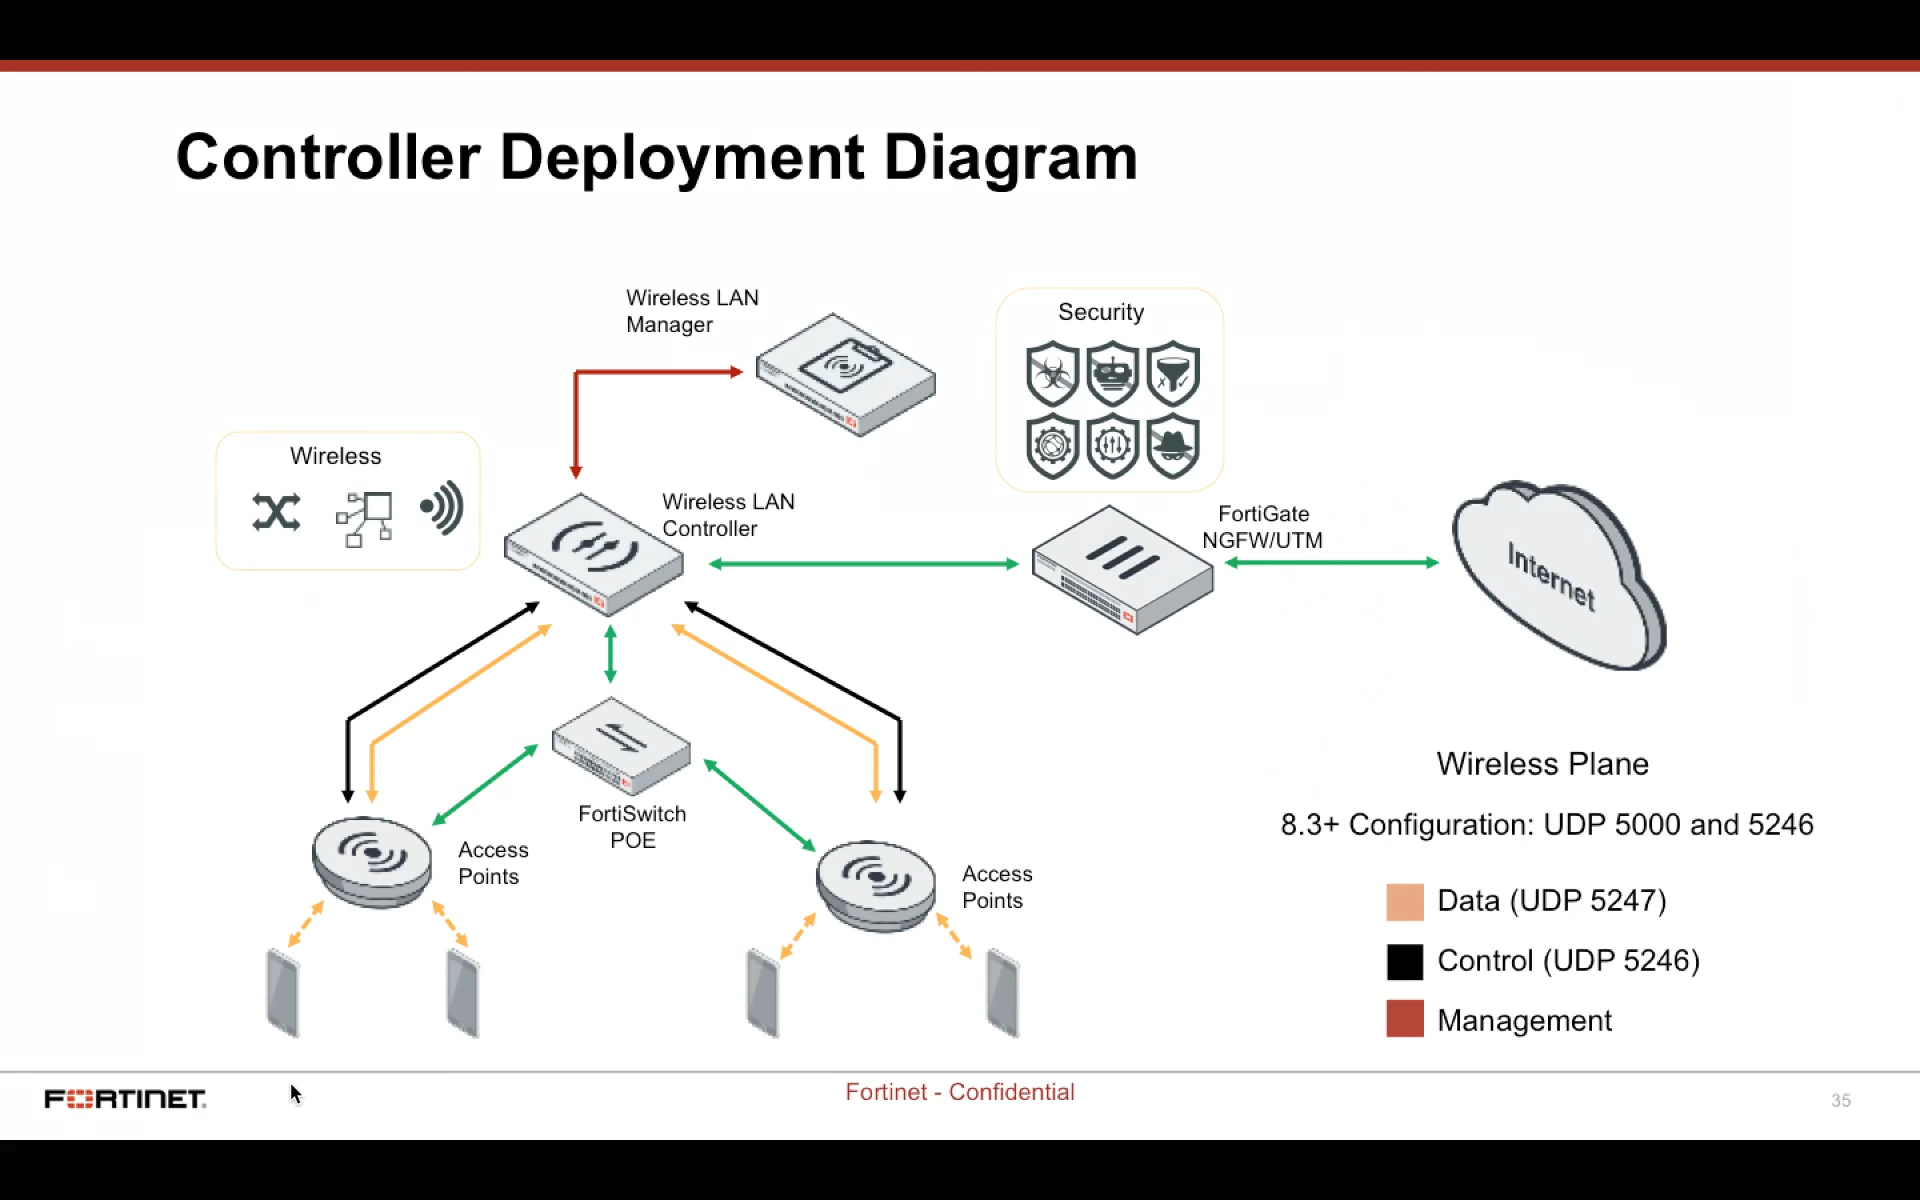 Controller Deployment Diagram
Wireless LAN
Manager
Security
Wireless
Wireless LAN
Controller
FortiGate
NGFW/UTM
Internet
FortiSwitch
POE
Access
Points
Access
Points
Wireless Plane
8.3+ Configuration: UDP 5000 and 5246
Data (UDP 5247)
Control (UDP 5246)
Management
FORTINET
Fortinet - Confidential
35